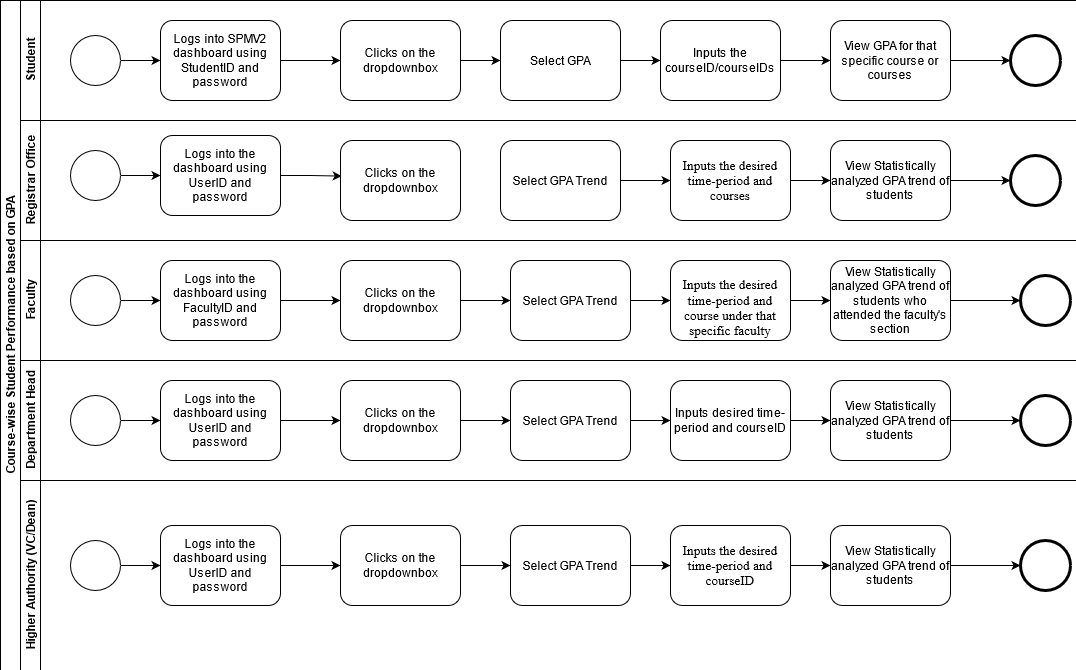 Course-wise Student Performance based on GPA
Student
Logs into SPMV2
dashboard using
StudentID and
password
Clicks on the
dropdownbox
Select GPA
Inputs the
courseID/courseIDs
View GPA for that
specific course or
courses
Registrar Office
Logs into the
dashboard using
UserID and
password
Clicks on the
dropdownbox
Select GPA Trend
Inputs the desired
time-period and
courses
View Statistically
analyzed GPA trend of
students
Faculty
Logs into the
dashboard using
FacultyID and
password
Clicks on the
dropdownbox
Select GPA Trend
Inputs the desired
time-period and
course under that
specific faculty
View Statistically
analyzed GPA trend of
students who
attended the faculty's
section
Department Head
Logs into the
dashboard using
UserID and
password
Clicks on the
dropdownbox
Select GPA Trend
Inputs desired time-
period and courseID
View Statistically
analyzed GPA trend of
students
Higher Authority (VC/Dean)
Logs into the
dashboard using
UserID and
password
Clicks on the
dropdownbox
Select GPA Trend
Inputs the desired
time-period and
courseID
View Statistically
analyzed GPA trend of
students